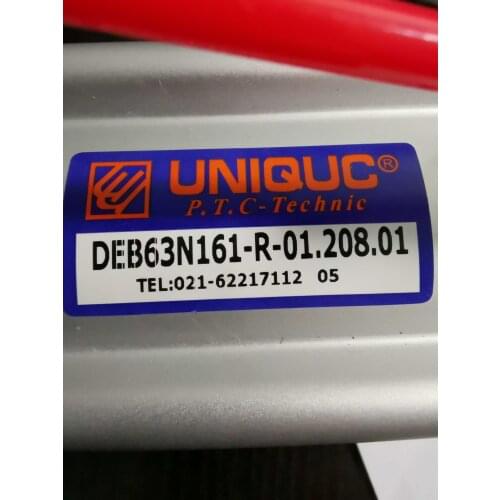 UNIQUC®
P.T.C-Technic
DEB63N161-R-01.208.01
TEL:021-62217112 05